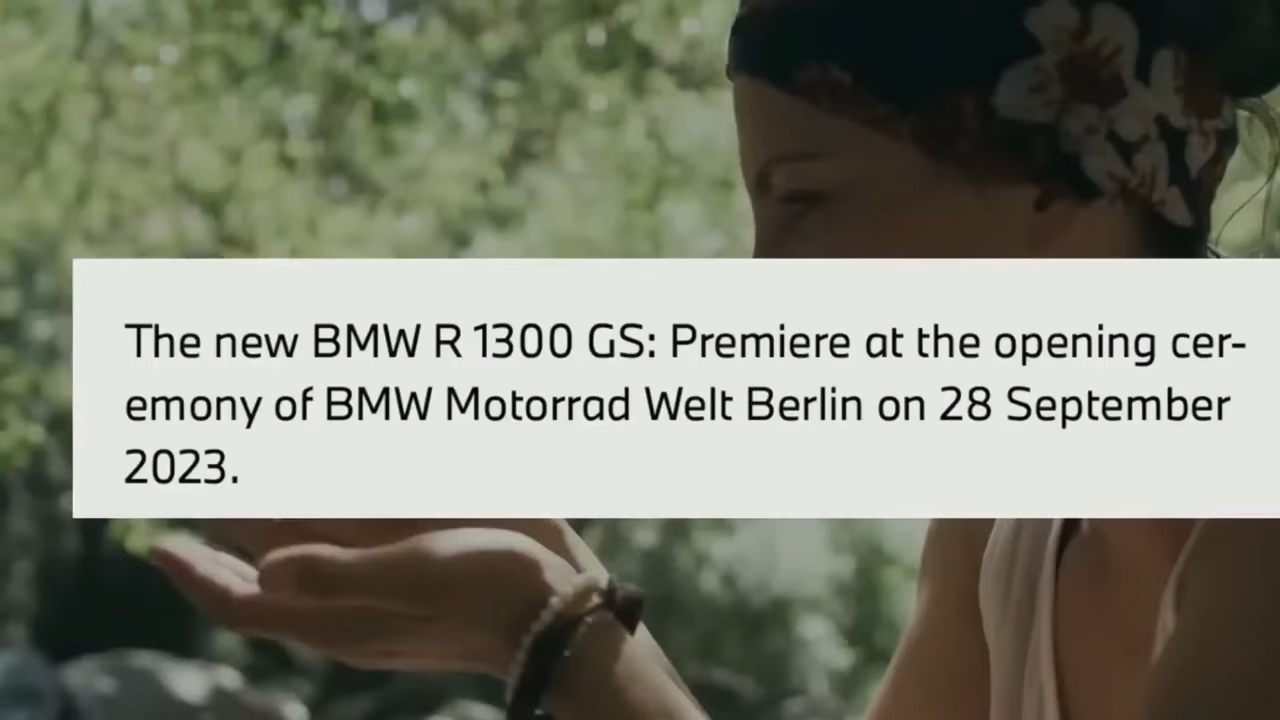 The new BMW R 1300 GS: Premiere at the opening cer-
emony of BMW Motorrad Welt Berlin on 28 September
2023.